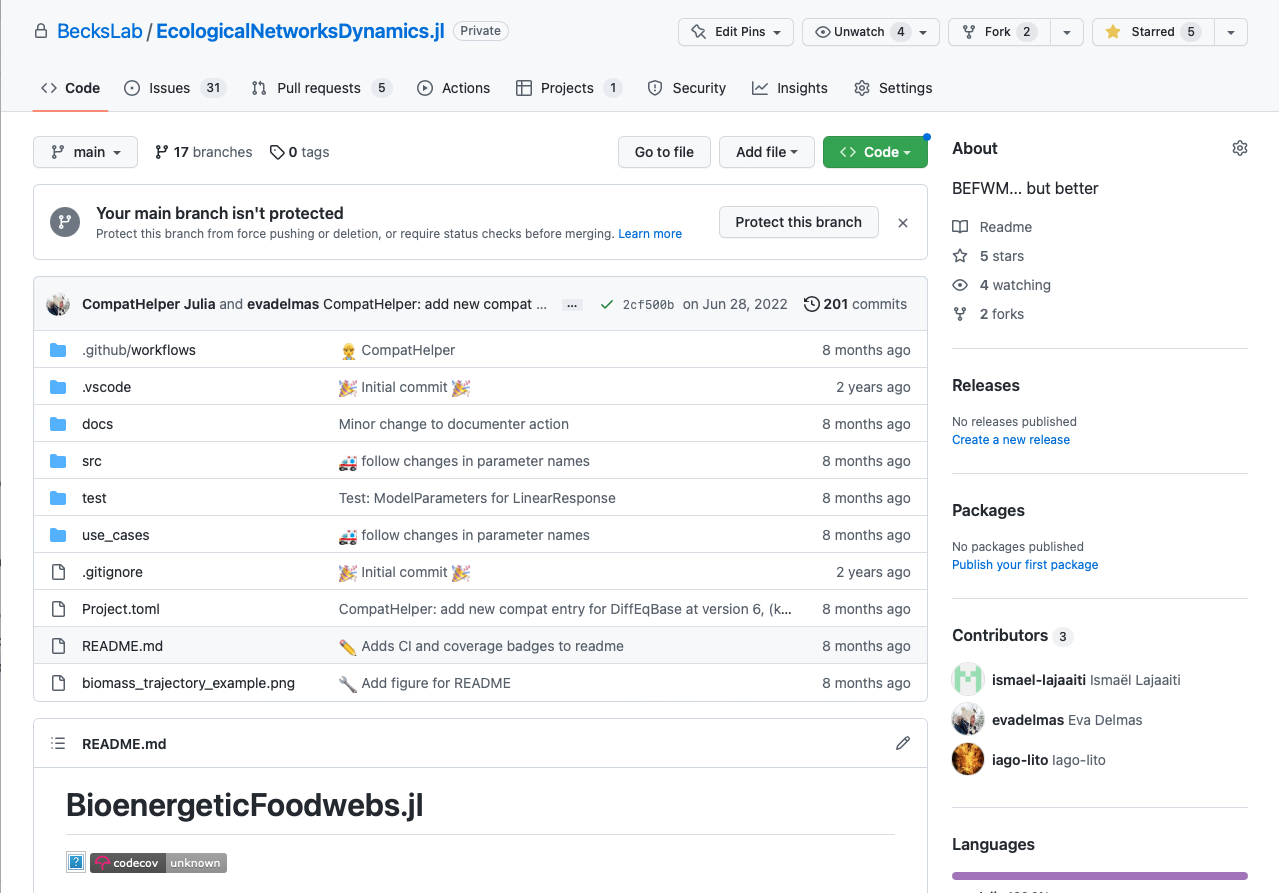 BecksLab / EcologicalNetworksDynamics.jl Private
Edit Pins Unwatch 4 Fork 2 Starred 5
Code Issues 31 Pull requests 5 Actions Projects 1 Security Insights Settings
main 17 branches 0 tags Go to file Add file Code
Your main branch isn't protected
Protect this branch from force pushing or deletion, or require status checks before merging. Learn more
Protect this branch
CompatHelper Julia and evadelmas CompatHelper: add new compat ... ... 2cf500b on Jun 28, 2022 201 commits
.github/workflows CompatHelper 8 months ago
.vscode Initial commit 2 years ago
docs Minor change to documenter action 8 months ago
src follow changes in parameter names 8 months ago
test Test: ModelParameters for LinearResponse 8 months ago
use_cases follow changes in parameter names 8 months ago
.gitignore Initial commit 2 years ago
Project.toml CompatHelper: add new compat entry for DiffEqBase at version 6, (k... 8 months ago
README.md Adds CI and coverage badges to readme 8 months ago
biomass_trajectory_example.png Add figure for README 8 months ago
README.md
BioenergeticFoodwebs.jl
? codecov unknown
About
BEFWM... but better
Readme
5 stars
4 watching
2 forks
Releases
No releases published
Create a new release
Packages
No packages published
Publish your first package
Contributors 3
ismael-lajaaiti Ismaël Lajaaiti
evadelmas Eva Delmas
iago-lito Iago-lito
Languages